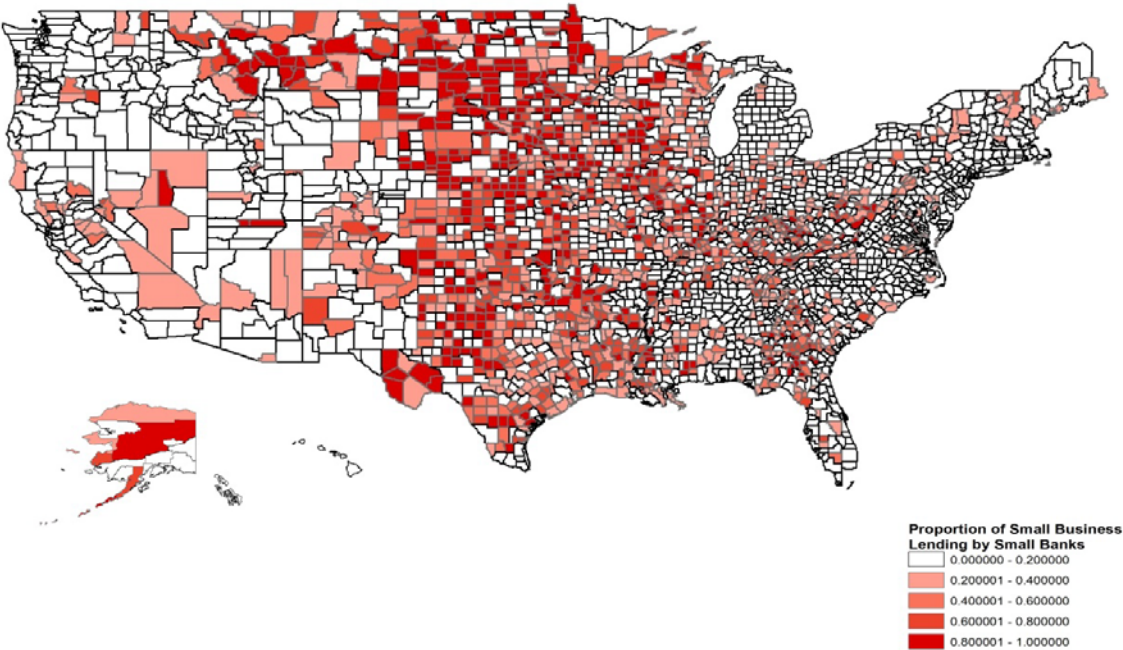 Proportion of Small Business
Lending by Small Banks
0.000000 - 0.200000
0.200001 - 0.400000
0.400001 - 0.600000
0.600001 - 0.800000
0.800001 - 1.000000